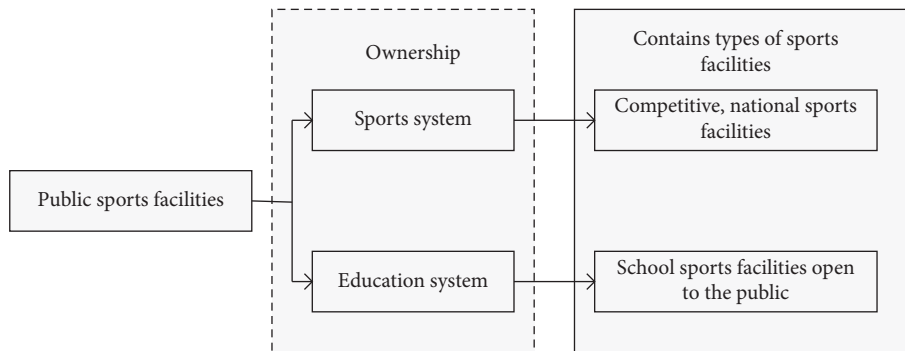 Ownership
Contains types of sports
facilities
Sports system
Competitive, national sports
facilities
Public sports facilities
Education system
School sports facilities open
to the public